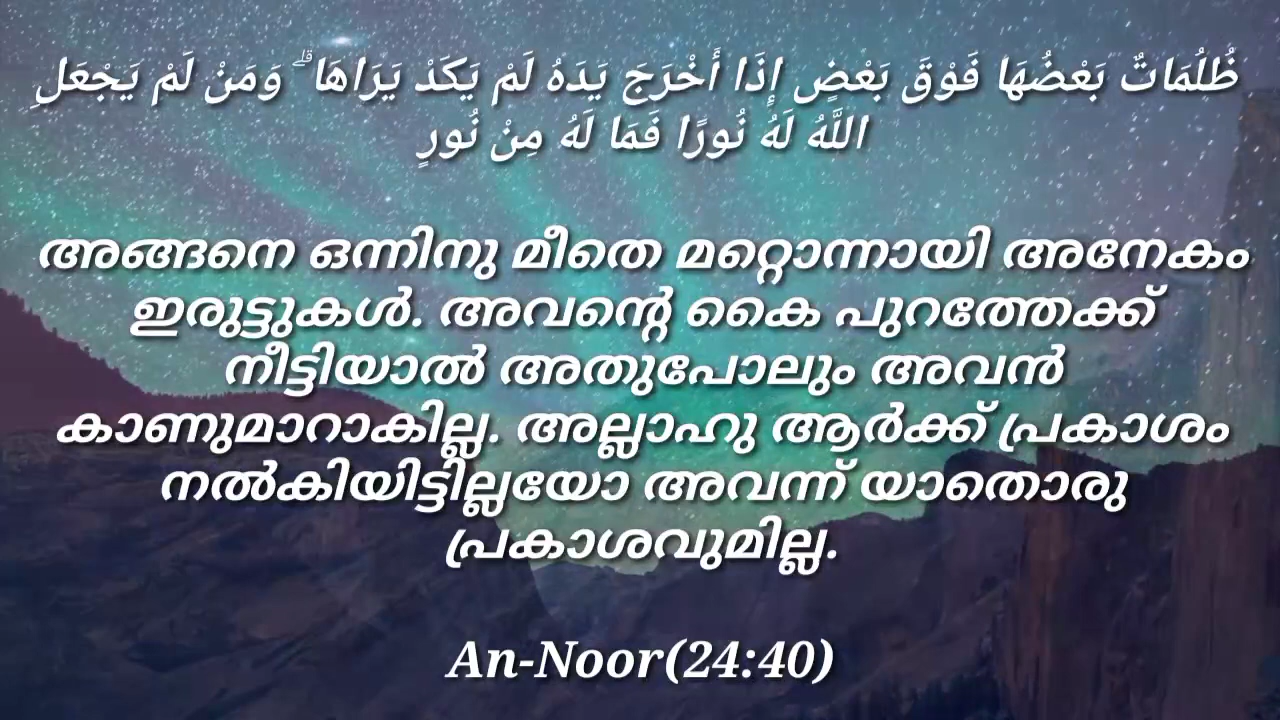 ظُلُمَاتٌ بَعْضُهَا فَوْقَ بَعْضٍ إِذَا أَخْرَجَ يَدَهُ لَمْ يَكَدْ يَرَاهَا ۗ وَمَنْ لَمْ يَجْعَلِ
اللَّهُ لَهُ نُورًا فَمَا لَهُ مِنْ نُورٍ
അങ്ങനെ ഒന്നിനു മീതെ മറ്റൊന്നായി അനേകം
ഇരുട്ടുകൾ. അവന്റെ കൈ പുറത്തേക്ക്
നീട്ടിയാൽ അതുപോലും അവൻ
കാണുമാറാകില്ല. അല്ലാഹു ആർക്ക് പ്രകാശം
നൽകിയിട്ടില്ലയോ അവന്ന് യാതൊരു
പ്രകാശവുമില്ല.
An-Noor(24:40)